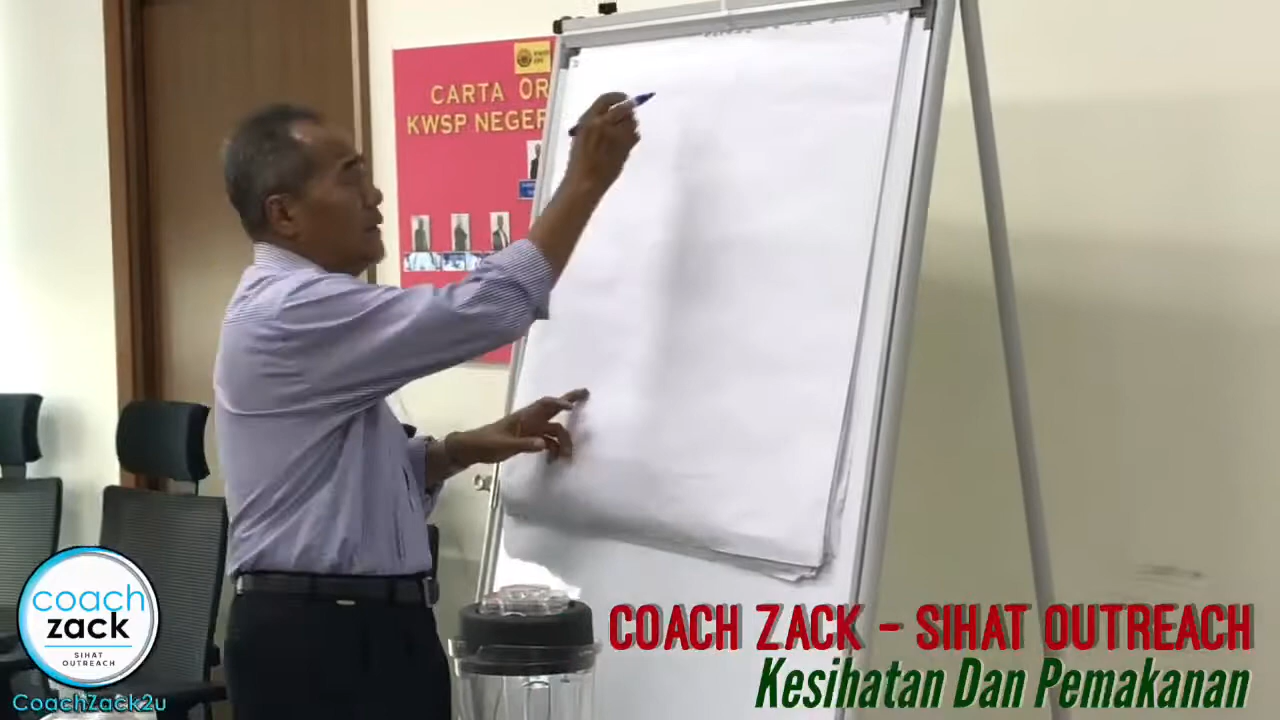 CARTA OR
KWSP NEGER
coach
zack
SIHAT
OUTREACH
CoachZack2u
COACH ZACK - SIHAT OUTREACH
Kesihatan Dan Pemakanan